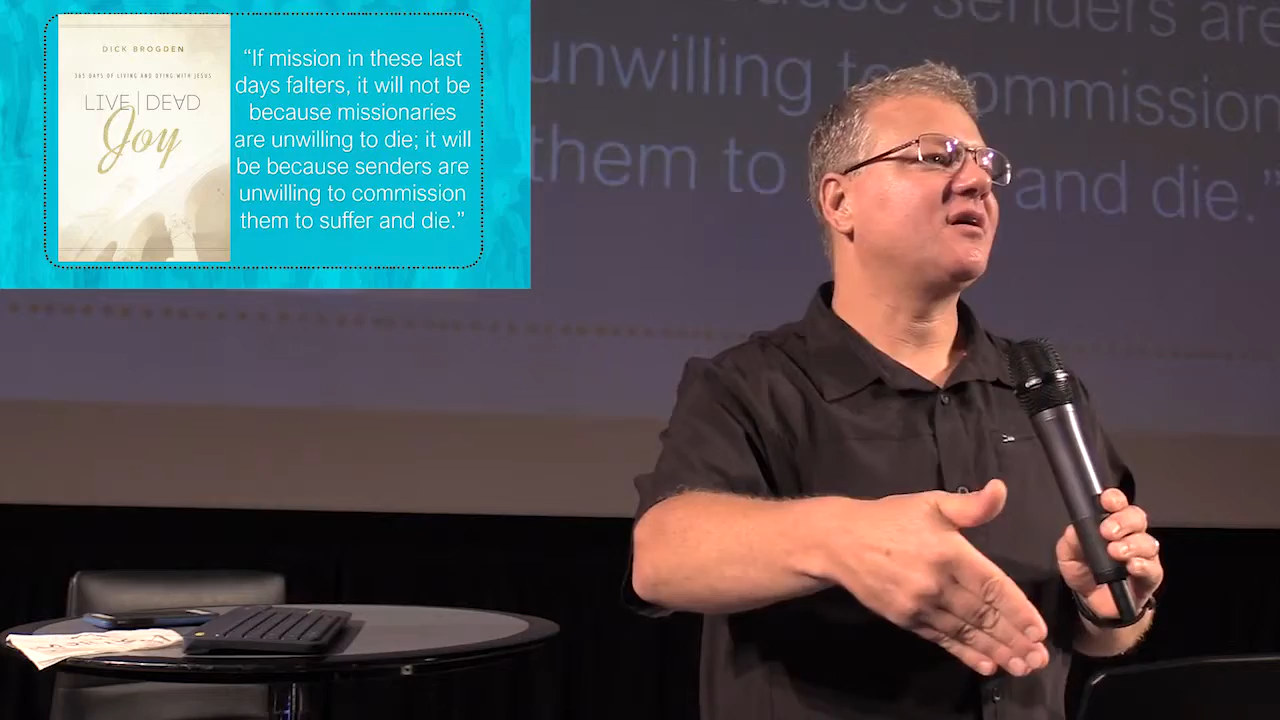 DICK BROGDEN
365 DAYS OF LIVING AND DYING WITH JESUS
LIVE | DEAD
Joy
“If mission in these last
days falters, it will not be
because missionaries
are unwilling to die; it will
be because senders are
unwilling to commission
them to suffer and die.”
senders are
unwilling to commission
them to
and die.”